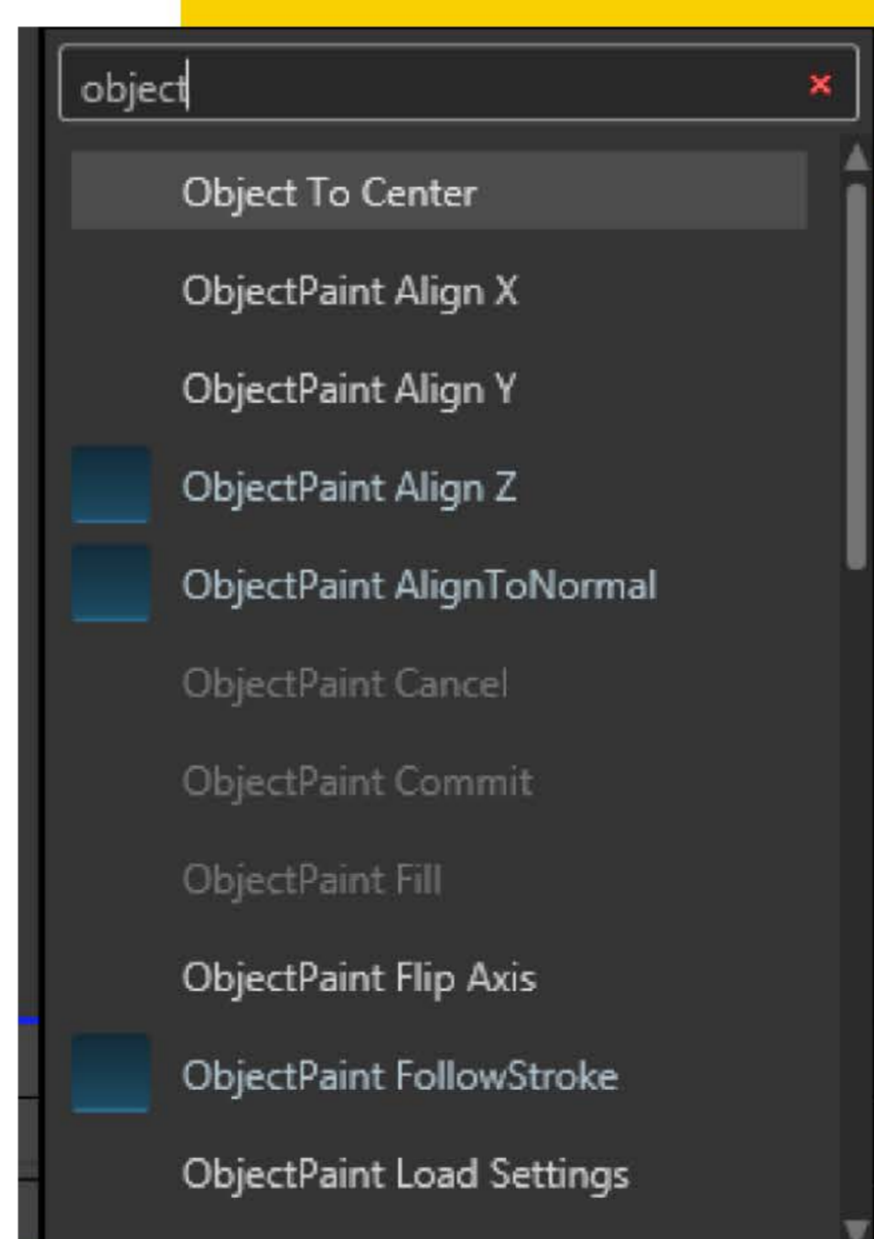 object
Object To Center
ObjectPaint Align X
ObjectPaint Align Y
ObjectPaint Align Z
ObjectPaint AlignToNormal
ObjectPaint Cancel
ObjectPaint Commit
ObjectPaint Fill
ObjectPaint Flip Axis
ObjectPaint FollowStroke
ObjectPaint Load Settings